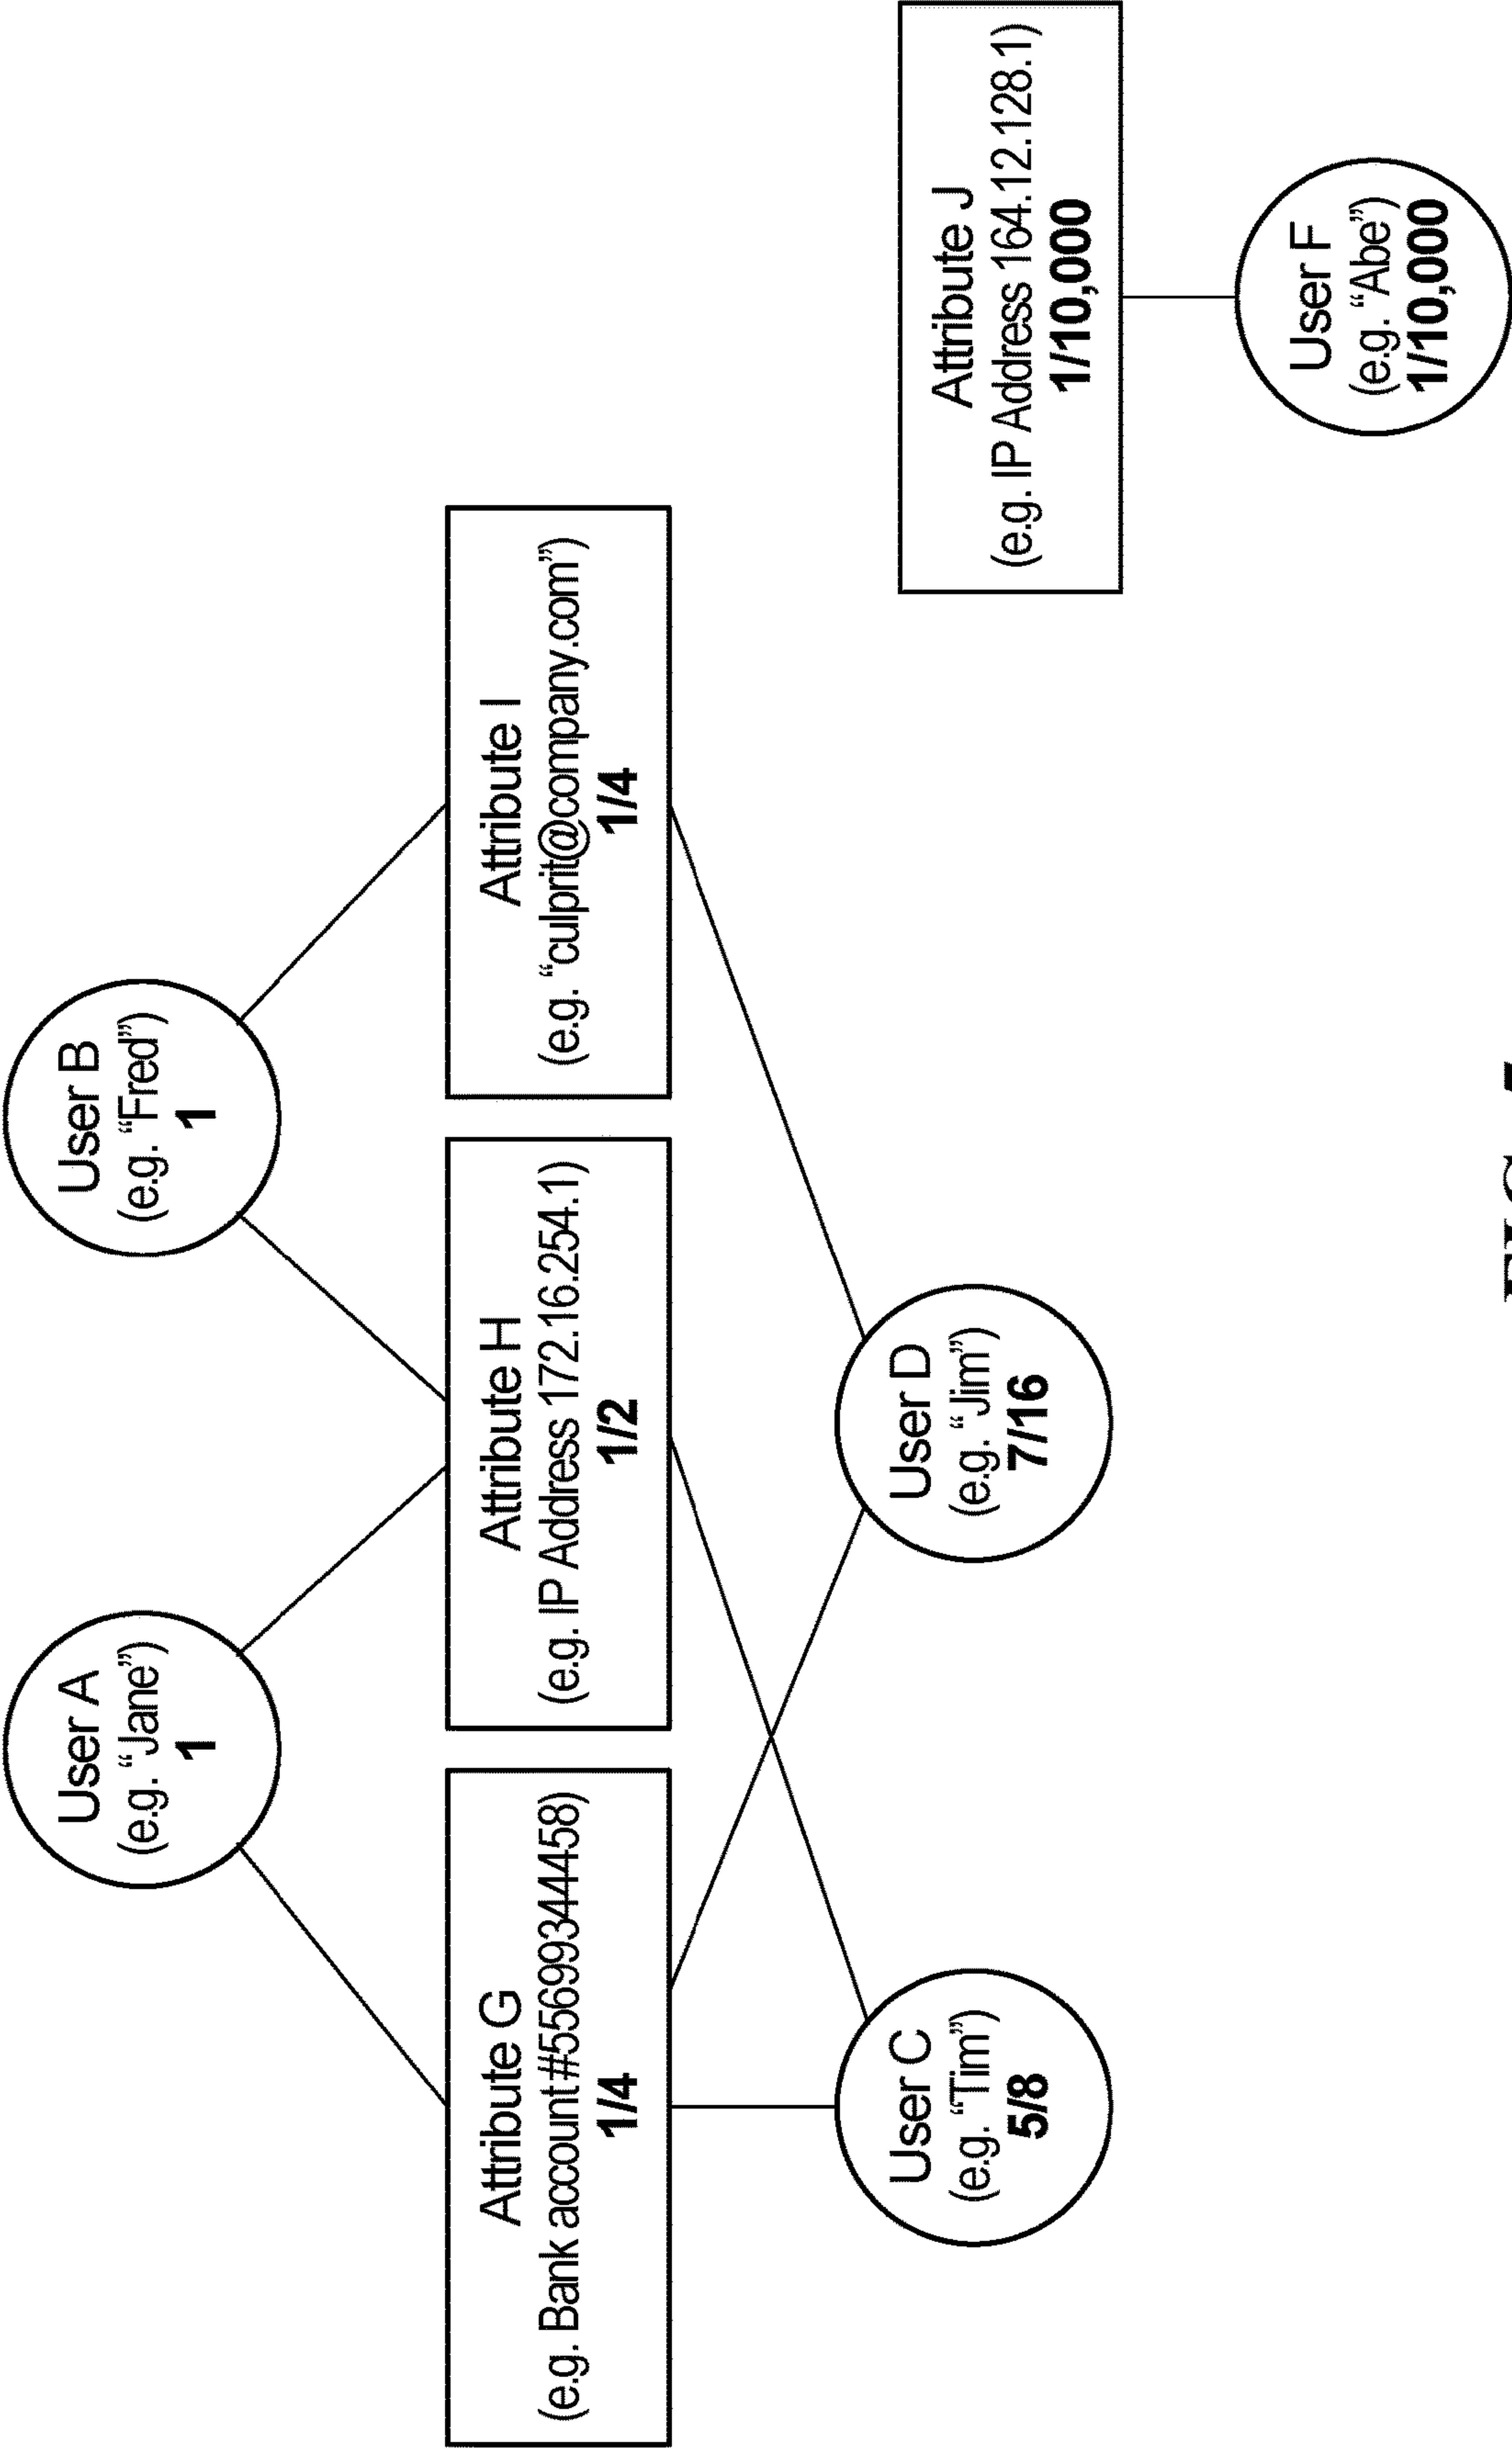 User A
(e.g. “Jane”)
1
User B
(e.g. “Fred”)
1
Attribute G
(e.g. Bank account #55699344458)
1/4
Attribute H
(e.g. IP Address 172.16.254.1)
1/2
Attribute I
(e.g. “culprit@company.com”)
1/4
User C
(e.g. “Tim”)
5/8
User D
(e.g. “Jim”)
7/16
Attribute J
(e.g. IP Address 164.12.128.1)
1/10,000
User F
(e.g. “Abe”)
1/10,000